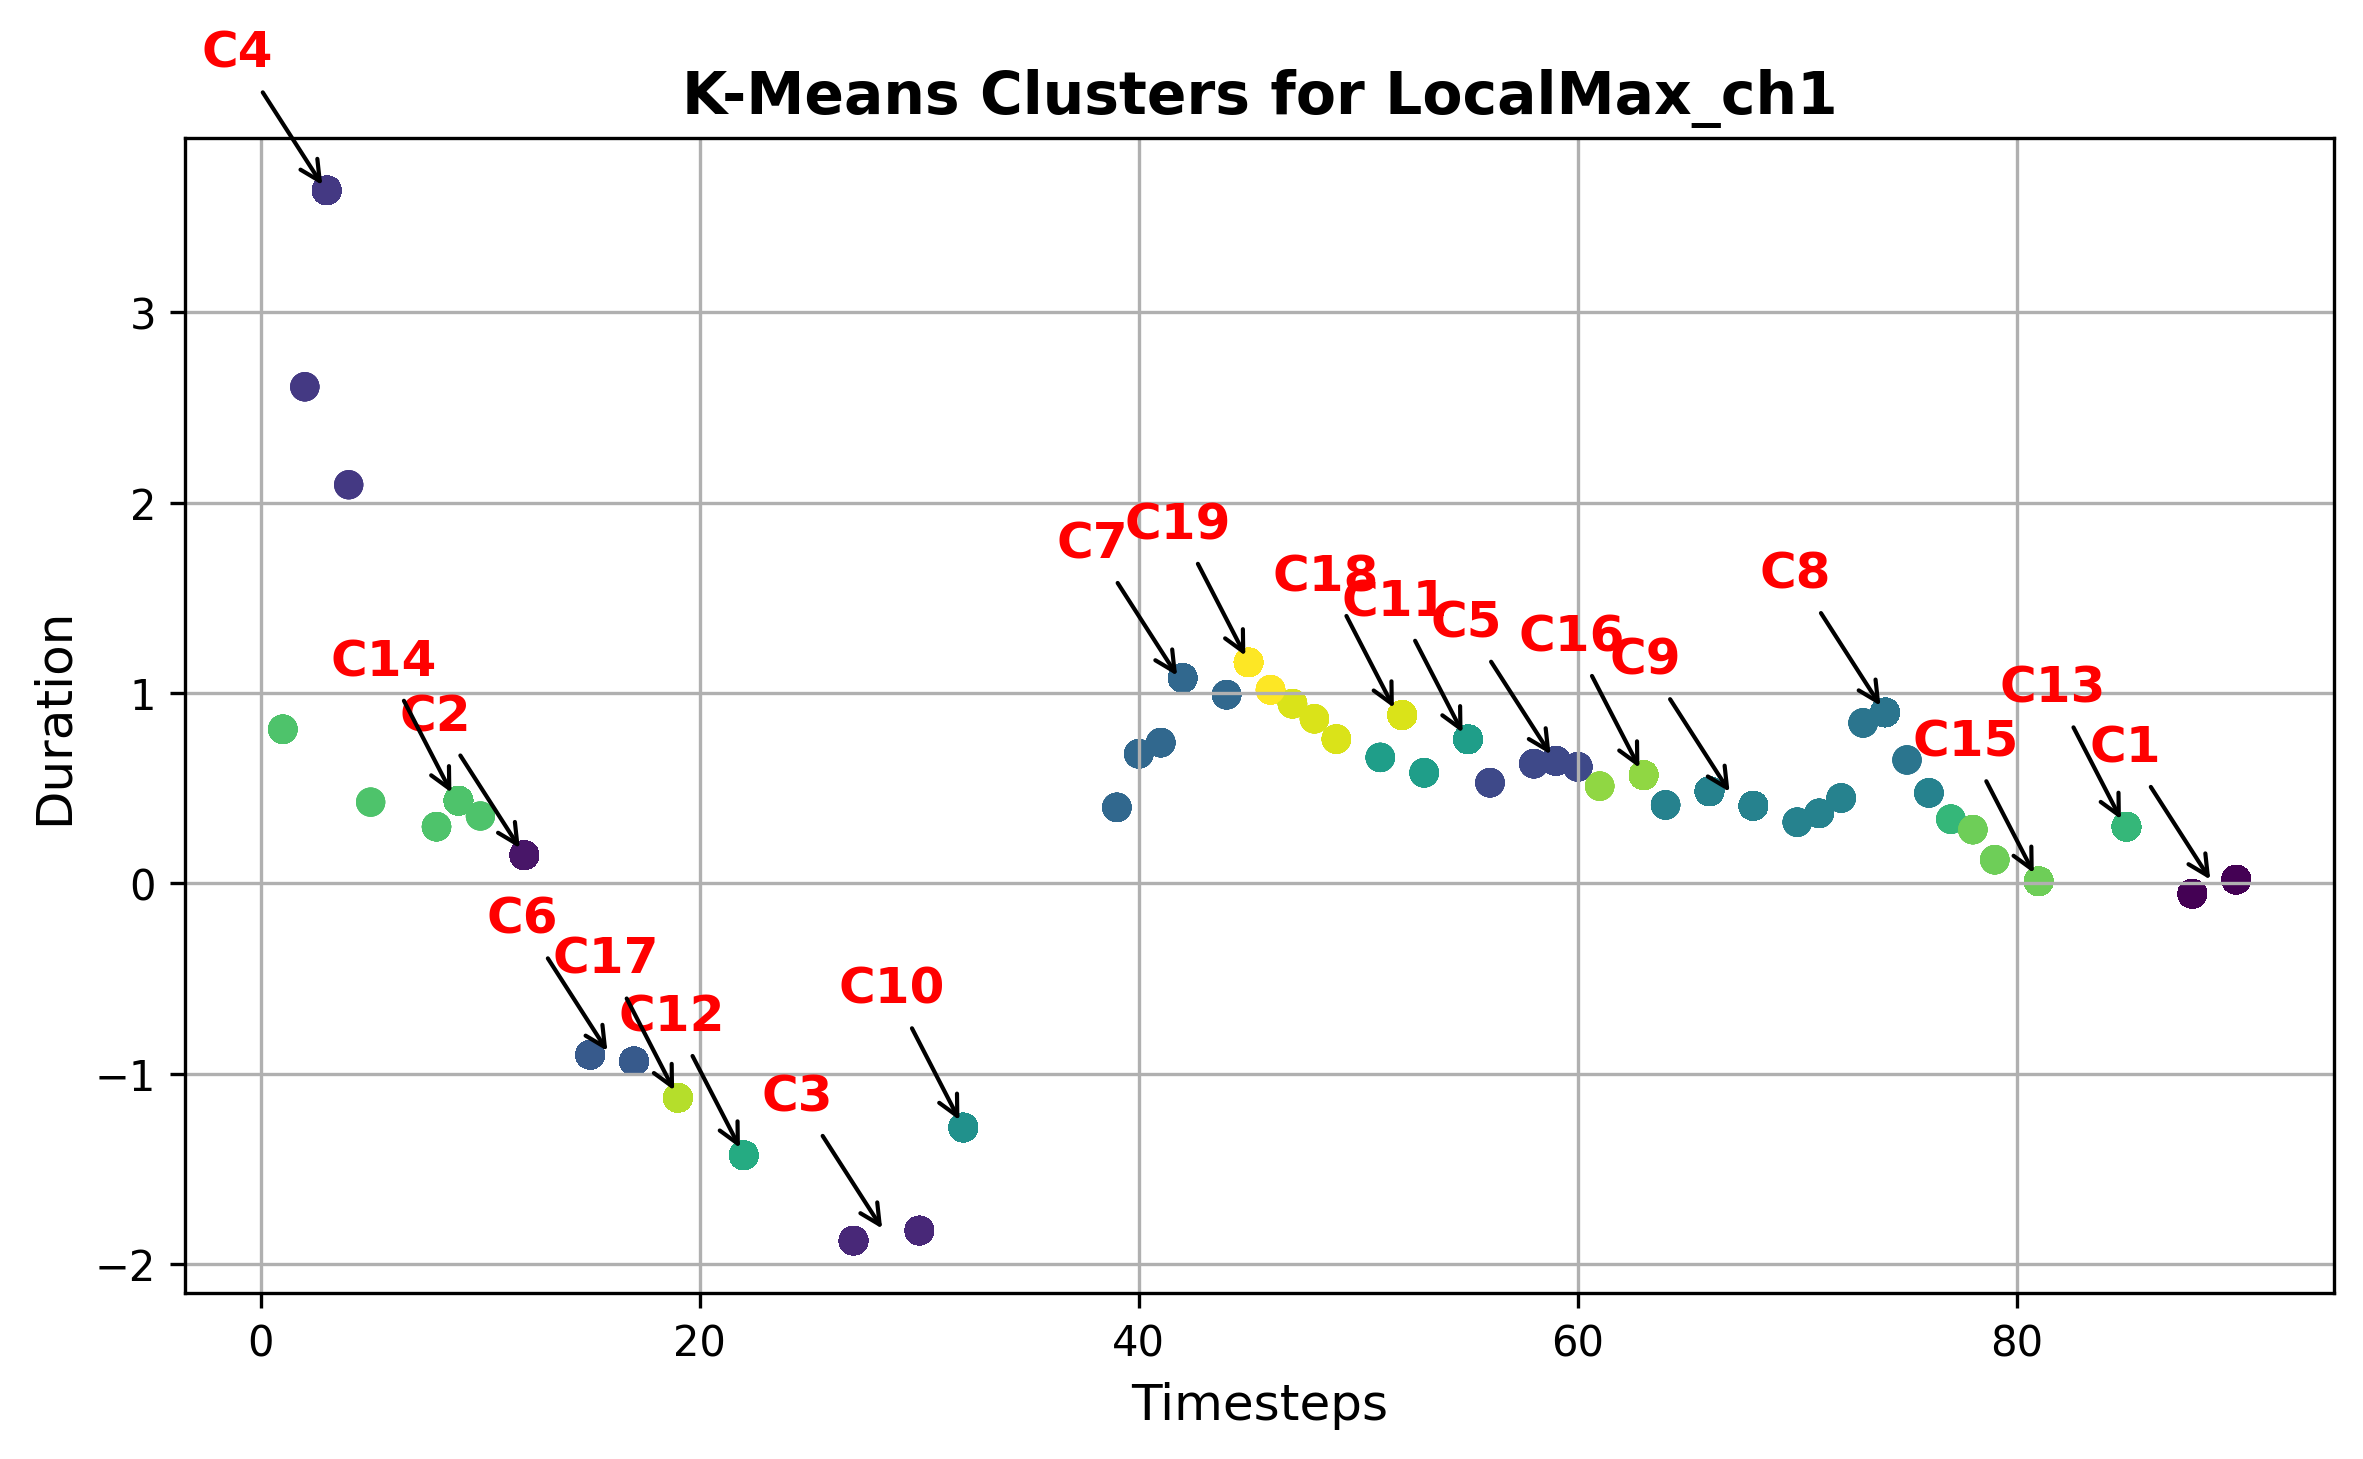 C4
K-Means Clusters for LocalMax_ch1
3
2
1
0
−1
−2
Duration
C14
C2
C6
C17
C12
C3
C10
C7
C19
C18
C11
C5
C16
C9
C8
C15
C13
C1
0
20
40
60
80
Timesteps